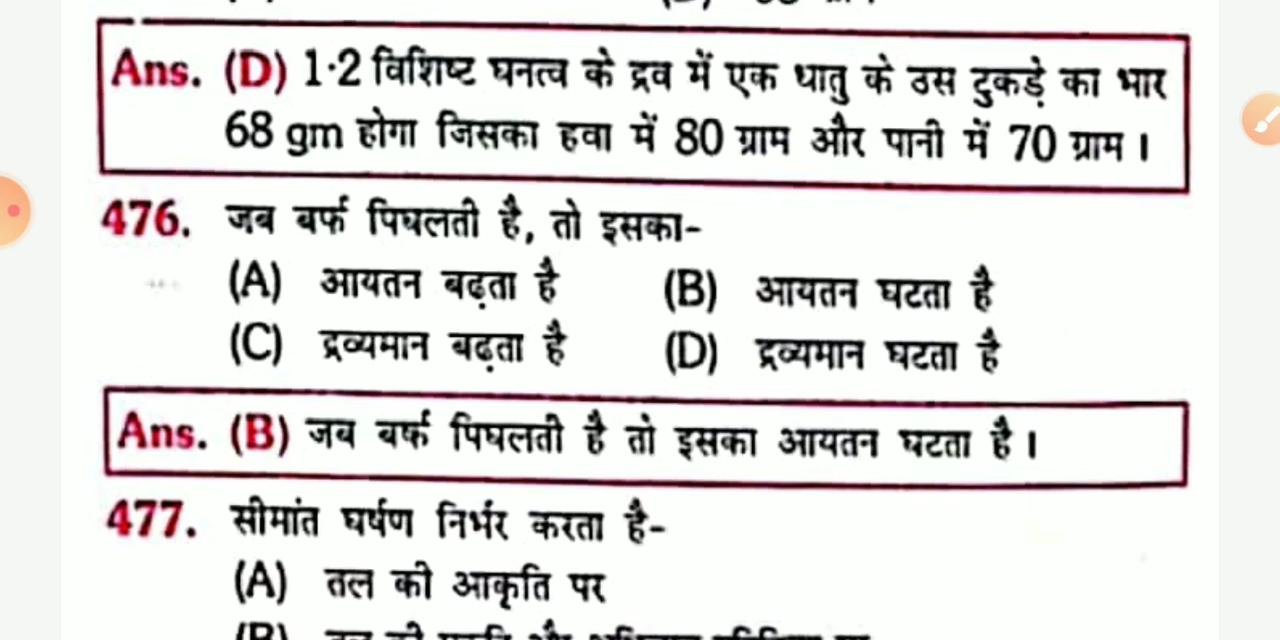 Ans. (D) 1·2 विशिष्ट घनत्व के द्रव में एक धातु के उस टुकड़े का भार
68 gm होगा जिसका हवा में 80 ग्राम और पानी में 70 ग्राम ।
476. जब बर्फ पिघलती है, तो इसका-
(A) आयतन बढ़ता है (B) आयतन घटता है
(C) द्रव्यमान बढ़ता है (D) द्रव्यमान घटता है
Ans. (B) जब बर्फ पिघलती है तो इसका आयतन घटता है ।
477. सीमांत घर्षण निर्भर करता है-
(A) तल की आकृति पर